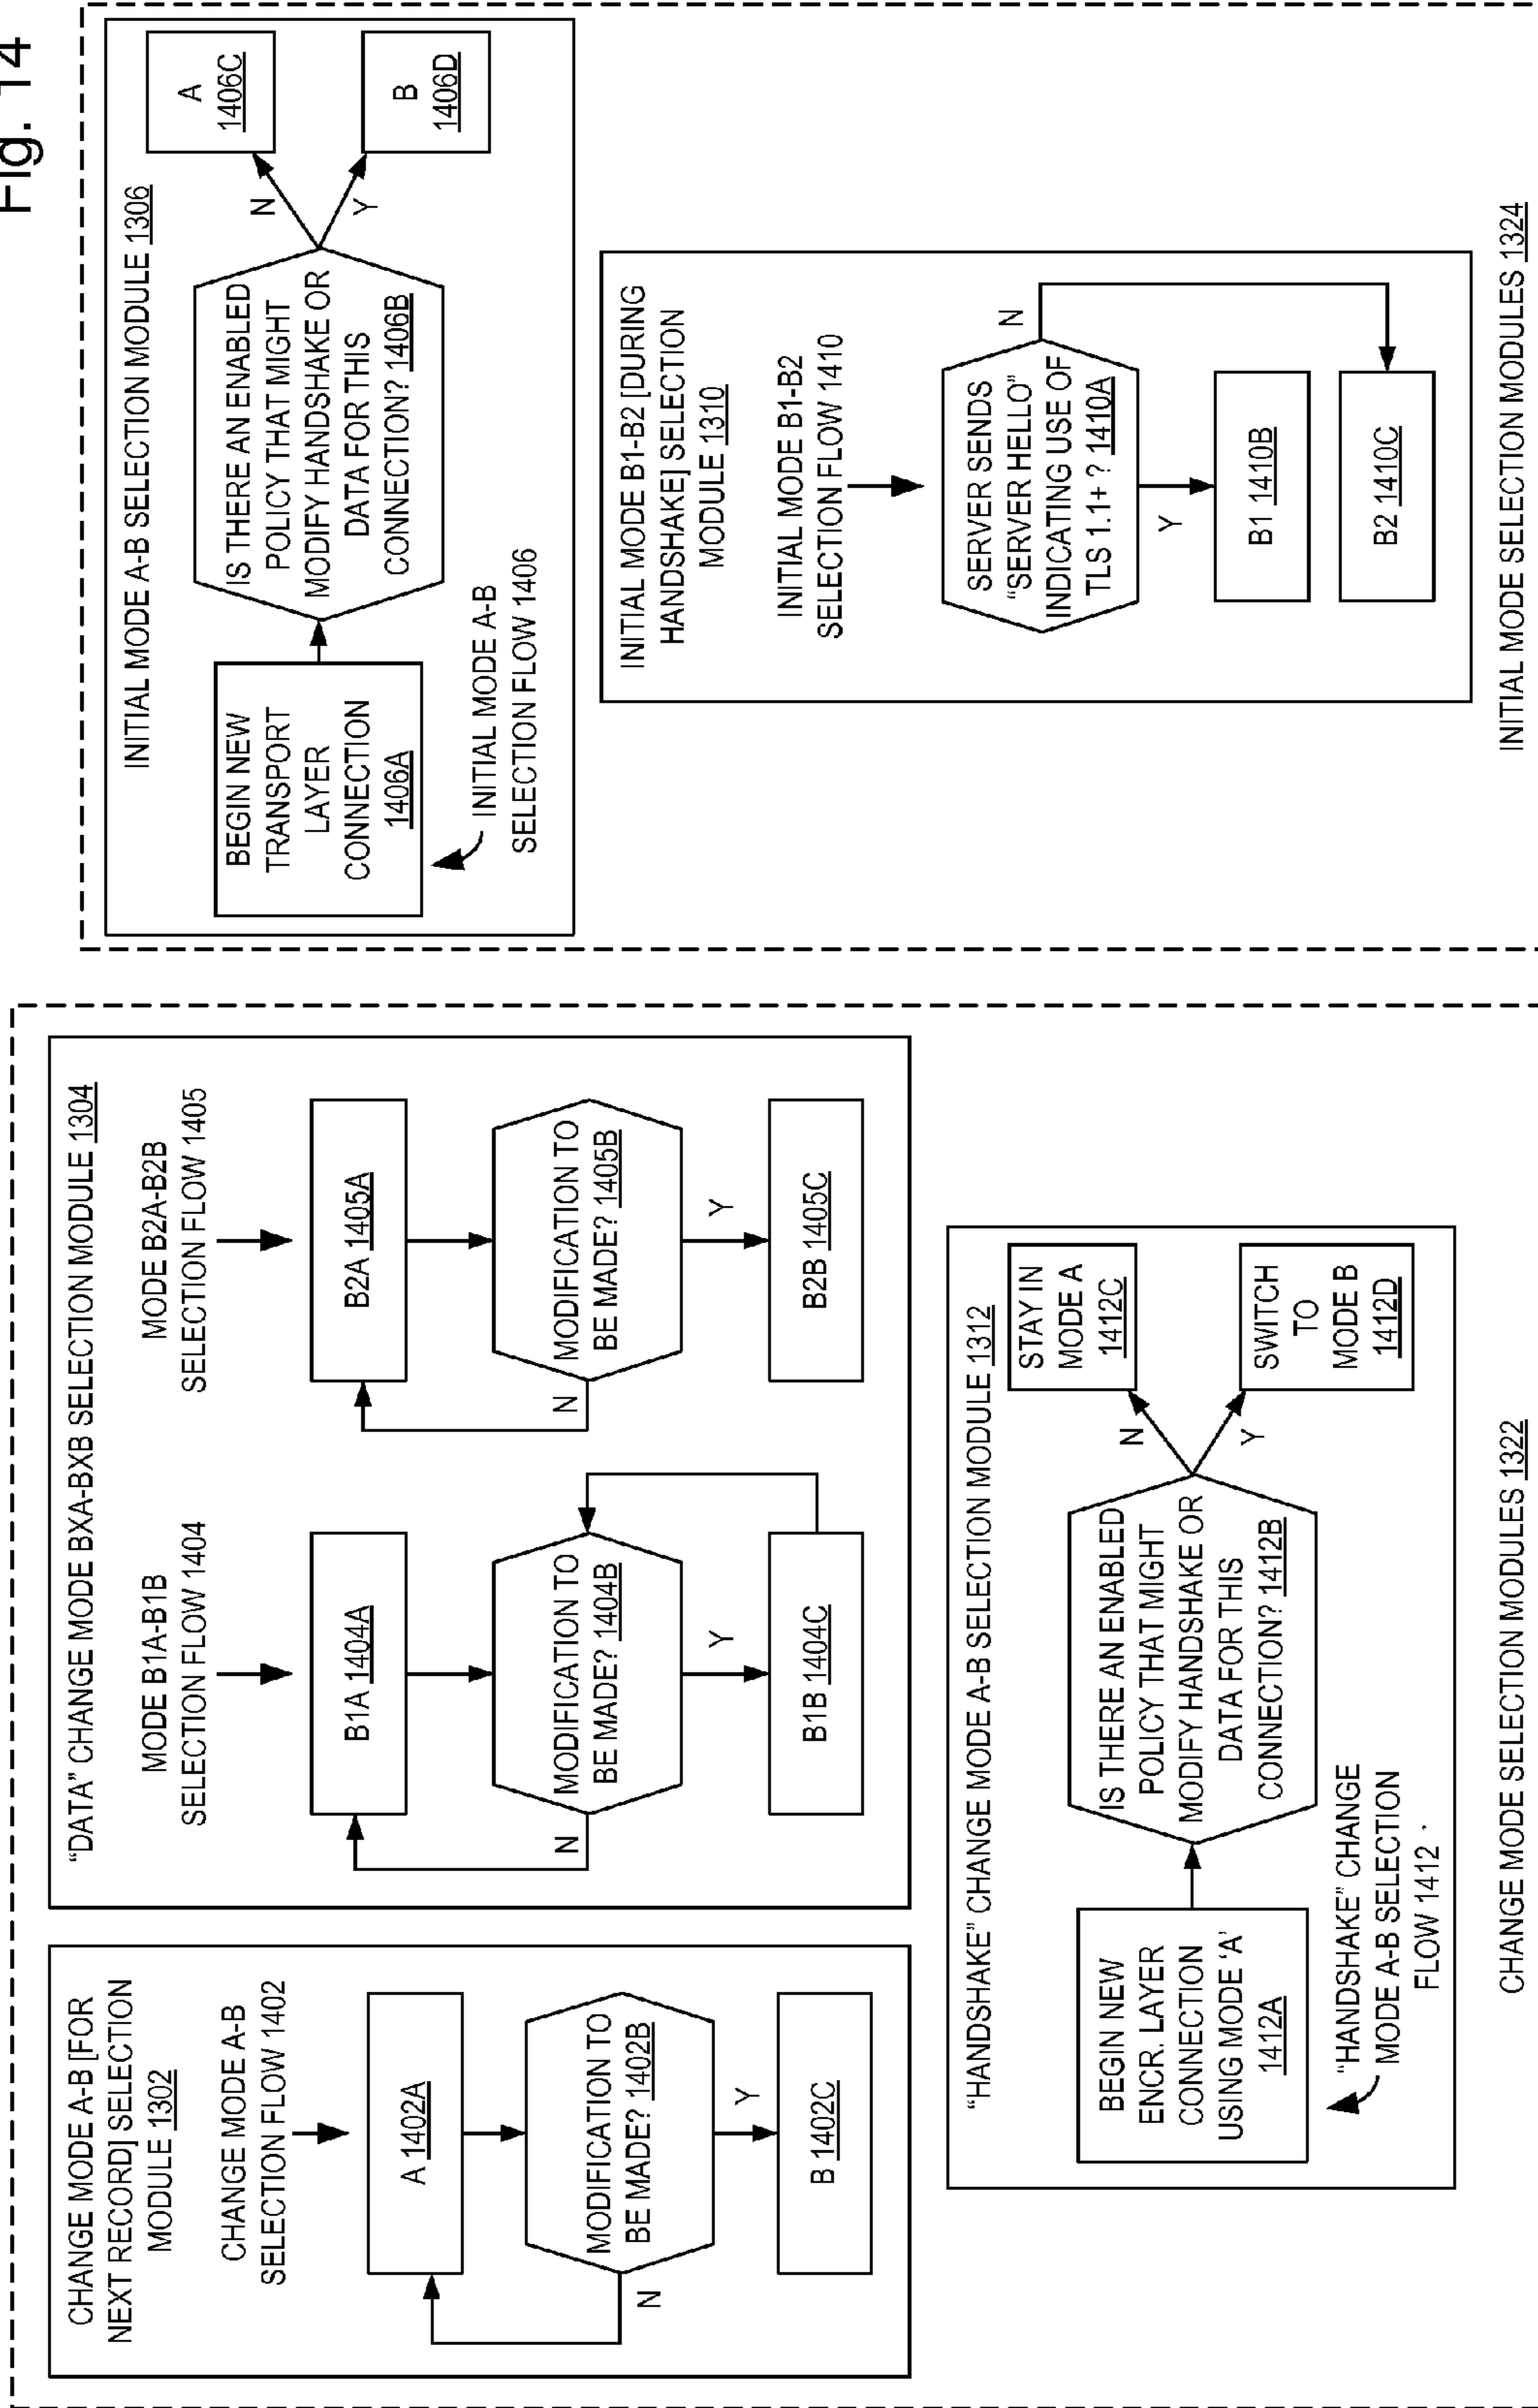 Fig. 14
CHANGE MODE A-B [FOR
NEXT RECORD] SELECTION
MODULE 1302
CHANGE MODE A-B
SELECTION FLOW 1402
A 1402A
MODIFICATION TO
BE MADE? 1402B
N
Y
B 1402C
"DATA" CHANGE MODE BXA-BXB SELECTION MODULE 1304
MODE B1A-B1B
SELECTION FLOW 1404
B1A 1404A
MODIFICATION TO
BE MADE? 1404B
N
Y
B1B 1404C
MODE B2A-B2B
SELECTION FLOW 1405
B2A 1405A
MODIFICATION TO
BE MADE? 1405B
N
Y
B2B 1405C
"HANDSHAKE" CHANGE MODE A-B SELECTION MODULE 1312
BEGIN NEW
ENCR. LAYER
CONNECTION
USING MODE 'A'
1412A
IS THERE AN ENABLED
POLICY THAT MIGHT
MODIFY HANDSHAKE OR
DATA FOR THIS
CONNECTION? 1412B
N
Y
STAY IN
MODE A
1412C
SWITCH
TO
MODE B
1412D
"HANDSHAKE" CHANGE
MODE A-B SELECTION
FLOW 1412
CHANGE MODE SELECTION MODULES 1322
INITIAL MODE A-B SELECTION MODULE 1306
BEGIN NEW
TRANSPORT
LAYER
CONNECTION
1406A
IS THERE AN ENABLED
POLICY THAT MIGHT
MODIFY HANDSHAKE OR
DATA FOR THIS
CONNECTION? 1406B
N
Y
A
1406C
B
1406D
INITIAL MODE A-B
SELECTION FLOW 1406
INITIAL MODE B1-B2 [DURING
HANDSHAKE] SELECTION
MODULE 1310
INITIAL MODE B1-B2
SELECTION FLOW 1410
SERVER SENDS
"SERVER HELLO"
INDICATING USE OF
TLS 1.1+ ? 1410A
N
Y
B1 1410B
B2 1410C
INITIAL MODE SELECTION MODULES 1324